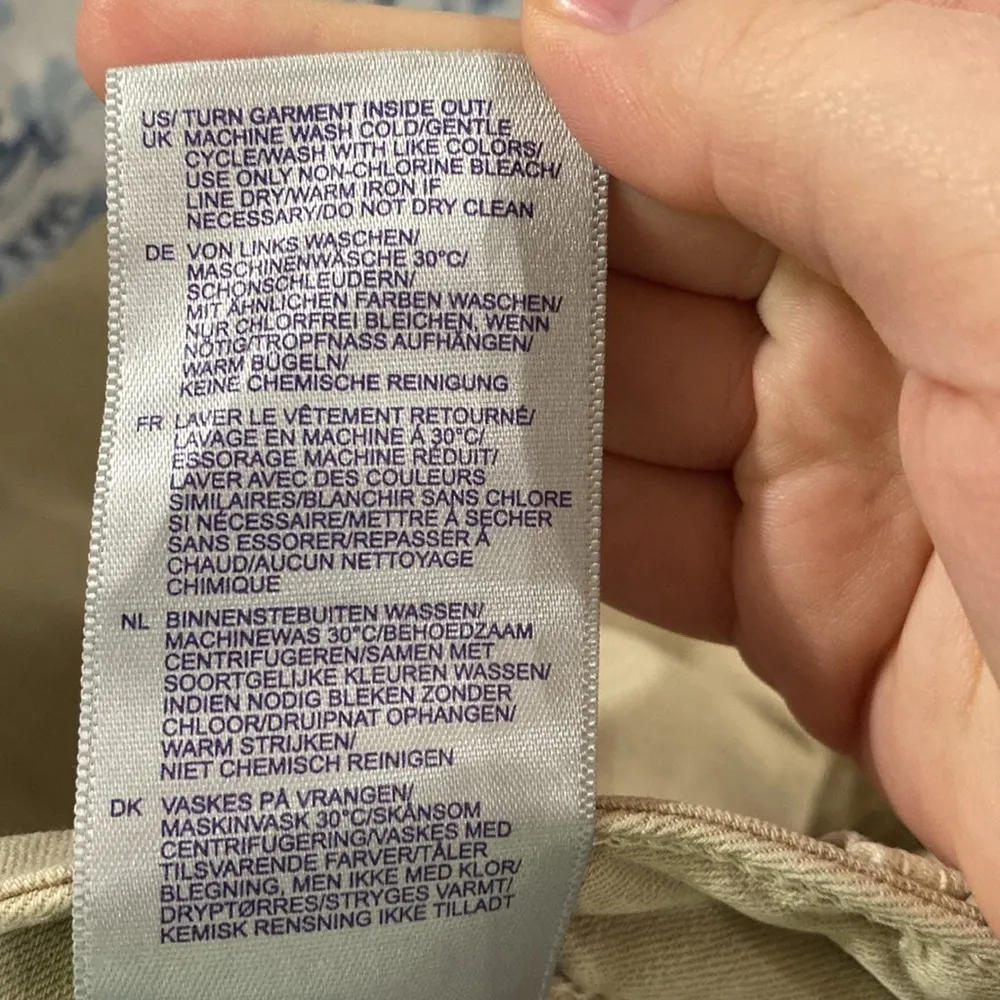 US/ TURN GARMENT INSIDE OUT/
UK MACHINE WASH COLD/GENTLE
CYCLE/WASH WITH LIKE COLORS/
USE ONLY NON-CHLORINE BLEACH/
LINE DRY/WARM IRON IF
NECESSARY/DO NOT DRY CLEAN
DE VON LINKS WASCHEN/
MASCHINENWÄSCHE 30°C/
SCHONSCHLEUDERN/
MIT ÄHNLICHEN FARBEN WASCHEN/
NUR CHLORFREI BLEICHEN, WENN
NÖTIG/TROPFNASS AUFHÄNGEN/
WARM BÜGELN/
KEINE CHEMISCHE REINIGUNG
FR LAVER LE VÊTEMENT RETOURNÉ/
LAVAGE EN MACHINE À 30°C/
ESSORAGE MACHINE RÉDUIT/
LAVER AVEC DES COULEURS
SIMILAIRES/BLANCHIR SANS CHLORE
SI NÉCESSAIRE/METTRE À SECHER
SANS ESSORER/REPASSER À
CHAUD/AUCUN NETTOYAGE
CHIMIQUE
NL BINNENSTEBUITEN WASSEN/
MACHINEWAS 30°C/BEHOEDZAAM
CENTRIFUGEREN/SAMEN MET
SOORTGELIJKE KLEUREN WASSEN/
INDIEN NODIG BLEKEN ZONDER
CHLOOR/DRUIPNAT OPHANGEN/
WARM STRIJKEN/
NIET CHEMISCH REINIGEN
DK VASKES PÅ VRANGEN/
MASKINVASK 30°C/SKÅNSOM
CENTRIFUGERING/VASKES MED
TILSVARENDE FARVER/TÅLER
BLEGNING, MEN IKKE MED KLOR/
DRYPTØRRES/STRYGES VARMT/
KEMISK RENSNING IKKE TILLADT